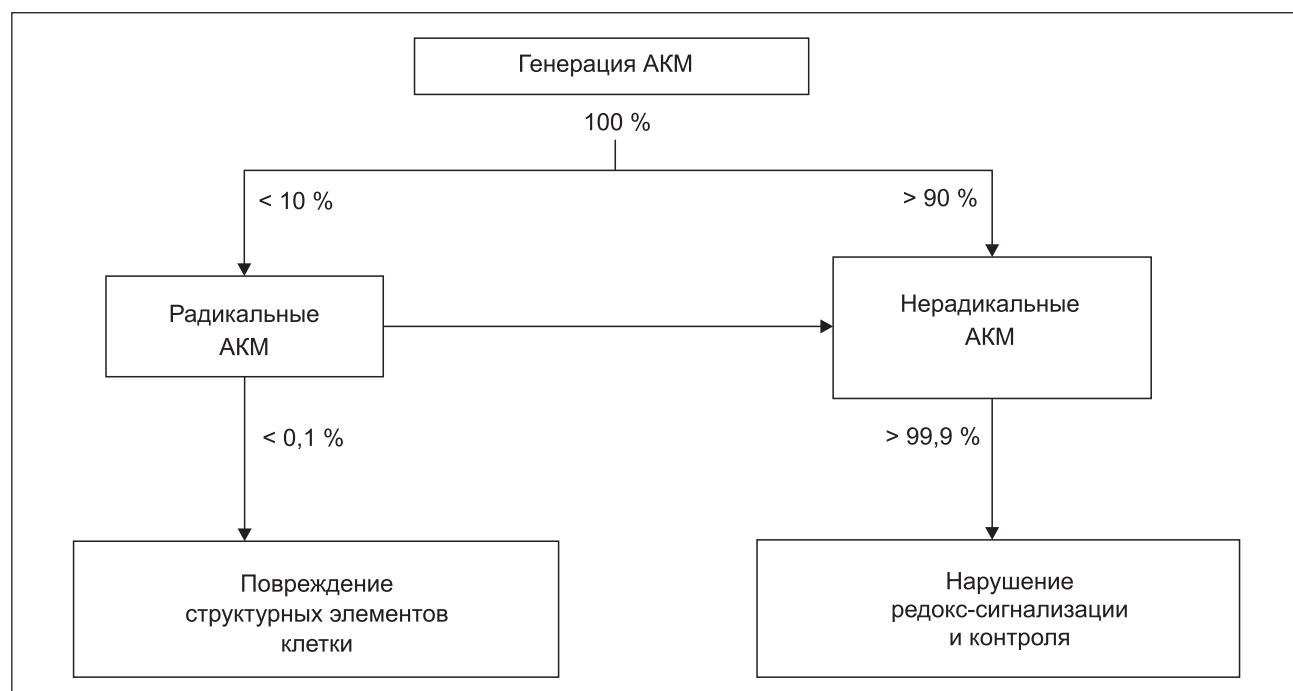 Генерация АКМ
100 %
< 10 %
> 90 %
Радикальные
АКМ
Нерадикальные
АКМ
< 0,1 %
> 99,9 %
Повреждение
структурных элементов
клетки
Нарушение
редокс-сигнализации
и контроля